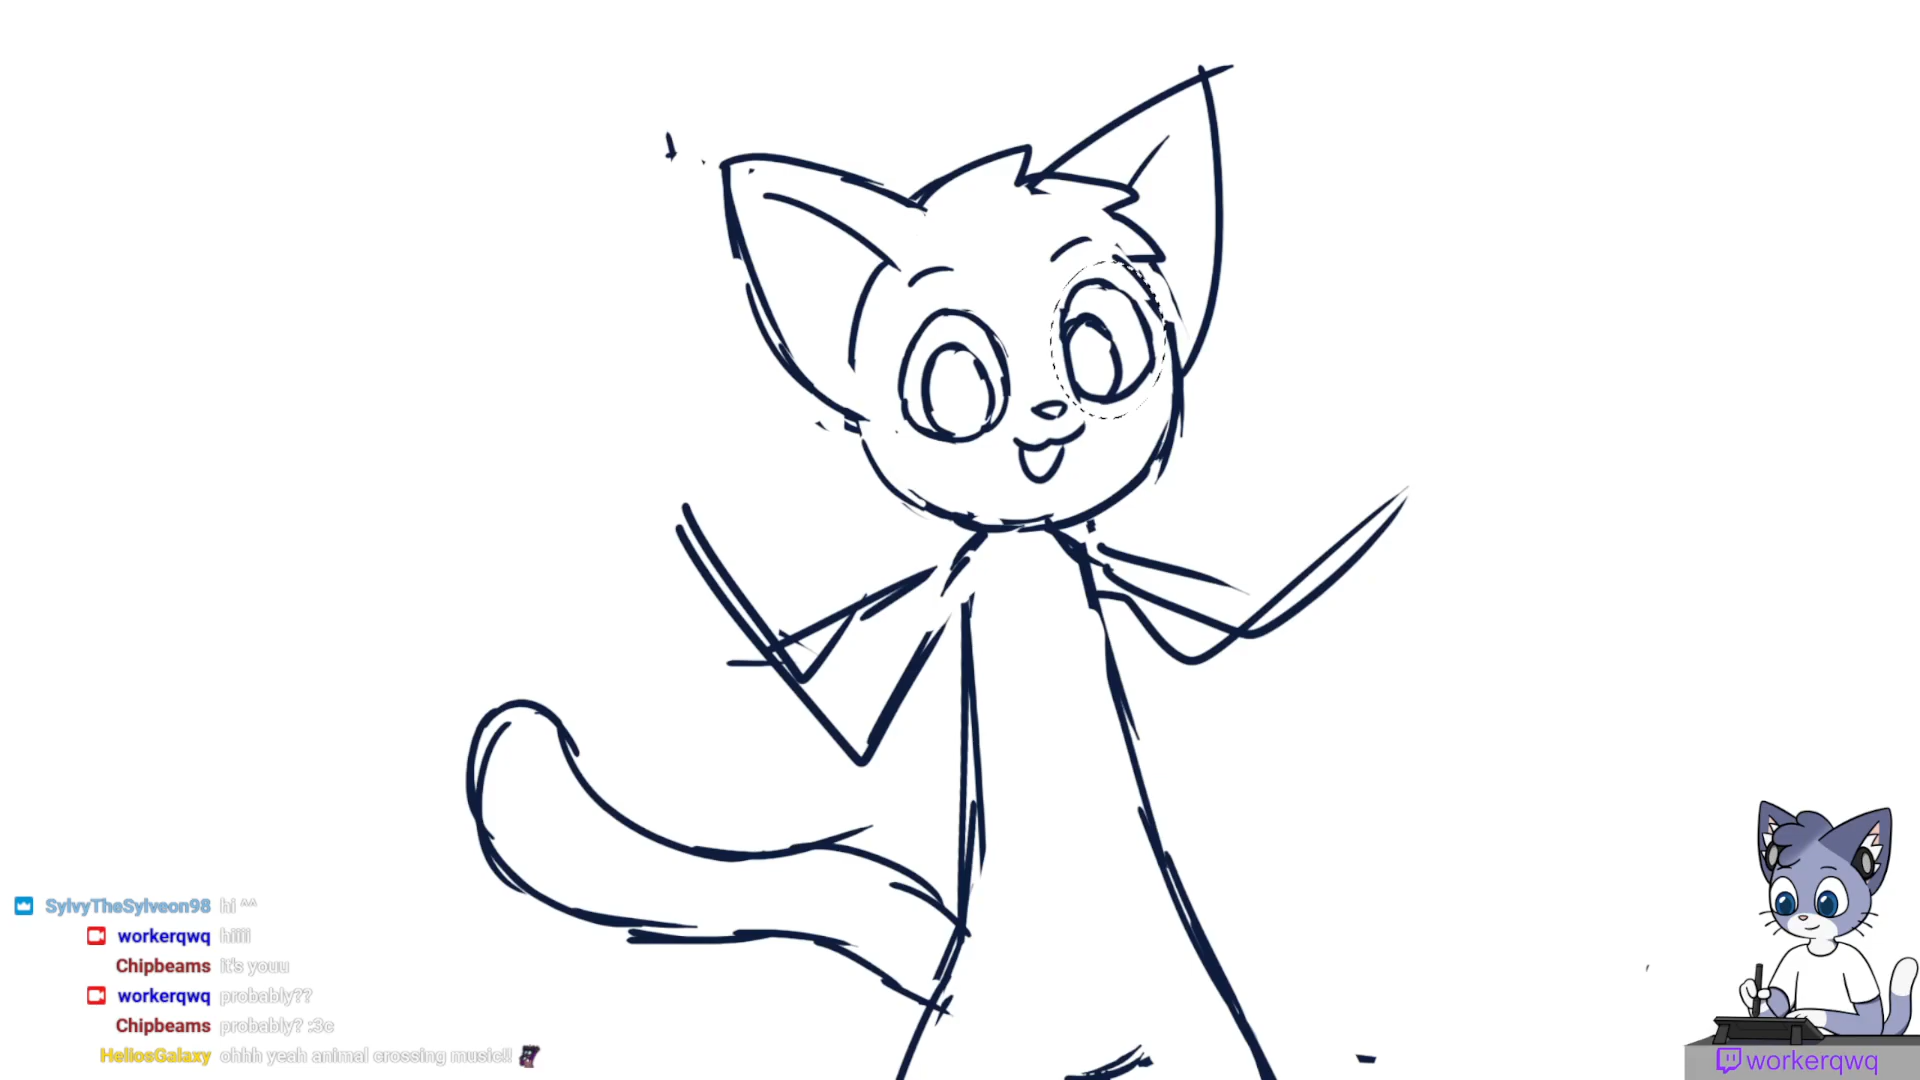 SylvyTheSylveon98 hi ^^
workerqwq hiiii
Chipbeams it's youu
workerqwq probably??
Chipbeams probably? :3c
HeliosGalaxy ohhh yeah animal crossing music!!
workerqwq